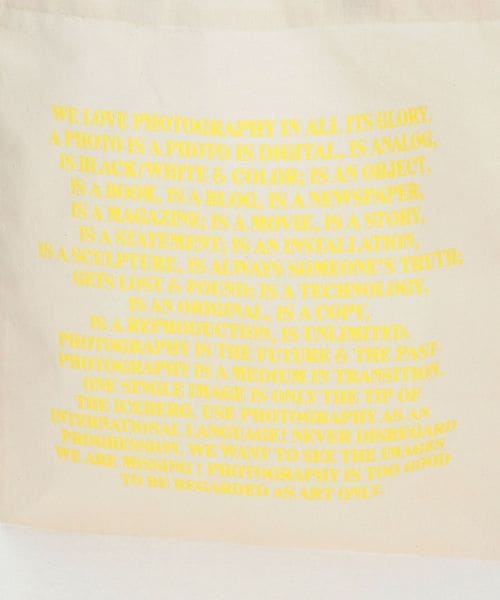 WE LOVE PHOTOGRAPHY IN ALL ITS GLORY,
A PHOTO IS A PHOTO IS DIGITAL, IS ANALOG,
IS BLACK/WHITE & COLOR; IS AN OBJECT,
IS A BOOK, IS A BLOG, IS A NEWSPAPER,
IS A MAGAZINE; IS A MOVIE, IS A STORY,
IS A STATEMENT; IS AN INSTALLATION,
IS A SCULPTURE, IS ALWAYS SOMEONE'S TRUTH;
GETS LOST & FOUND; IS A TECHNOLOGY,
IS AN ORIGINAL, IS A COPY,
IS A REPRODUCTION, IS UNLIMITED.
PHOTOGRAPHY IS THE FUTURE & THE PAST.
PHOTOGRAPHY IS A MEDIUM IN TRANSITION.
ONE SINGLE IMAGE IS ONLY THE TIP OF
THE ICEBERG. USE PHOTOGRAPHY AS AN
INTERNATIONAL LANGUAGE! NEVER DISREGARD
PROGRESSION. WE WANT TO SEE THE IMAGES
WE ARE MISSING! PHOTOGRAPHY IS TOO GOOD
TO BE REGARDED AS ART ONLY.